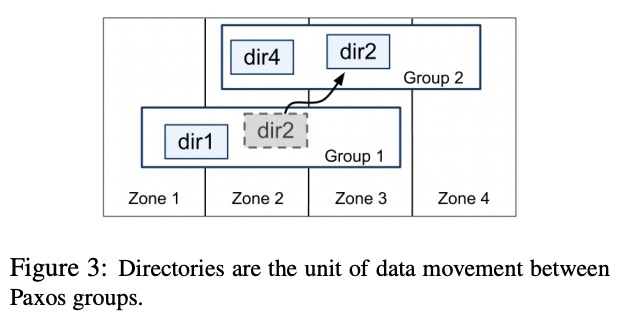 dir4
dir2
Group 2
dir1
dir2
Group 1
Zone 1
Zone 2
Zone 3
Zone 4
Figure 3: Directories are the unit of data movement between
Paxos groups.